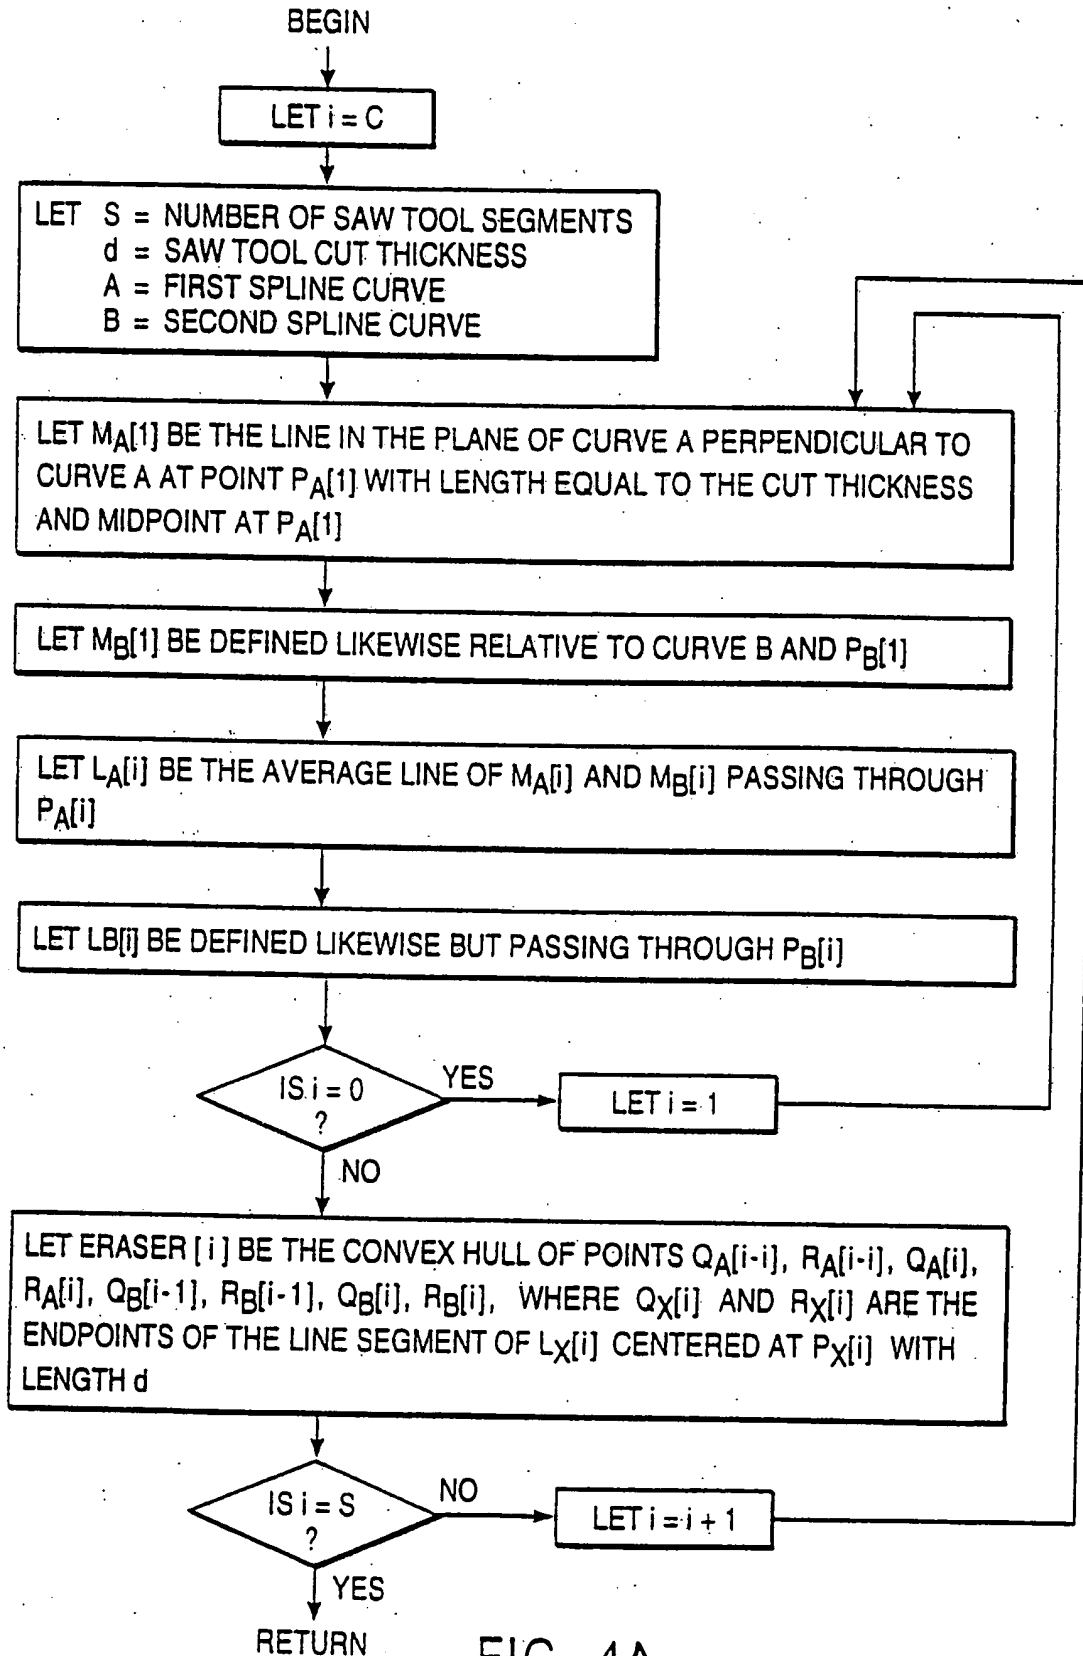 BEGIN
LET i = C
LET S = NUMBER OF SAW TOOL SEGMENTS
d = SAW TOOL CUT THICKNESS
A = FIRST SPLINE CURVE
B = SECOND SPLINE CURVE
LET MA[1] BE THE LINE IN THE PLANE OF CURVE A PERPENDICULAR TO
CURVE A AT POINT PA[1] WITH LENGTH EQUAL TO THE CUT THICKNESS
AND MIDPOINT AT PA[1]
LET MB[1] BE DEFINED LIKEWISE RELATIVE TO CURVE B AND PB[1]
LET LA[i] BE THE AVERAGE LINE OF MA[i] AND MB[i] PASSING THROUGH
PA[i]
LET LB[i] BE DEFINED LIKEWISE BUT PASSING THROUGH PB[i]
IS i = 0
?
YES
LET i = 1
NO
LET ERASER [ i ] BE THE CONVEX HULL OF POINTS QA[i-i], RA[i-i], QA[i],
RA[i], QB[i-1], RB[i-1], QB[i], RB[i], WHERE QX[i] AND RX[i] ARE THE
ENDPOINTS OF THE LINE SEGMENT OF LX[i] CENTERED AT PX[i] WITH
LENGTH d
IS i = S
?
NO
LET i = i + 1
YES
RETURN
FIG. 4A